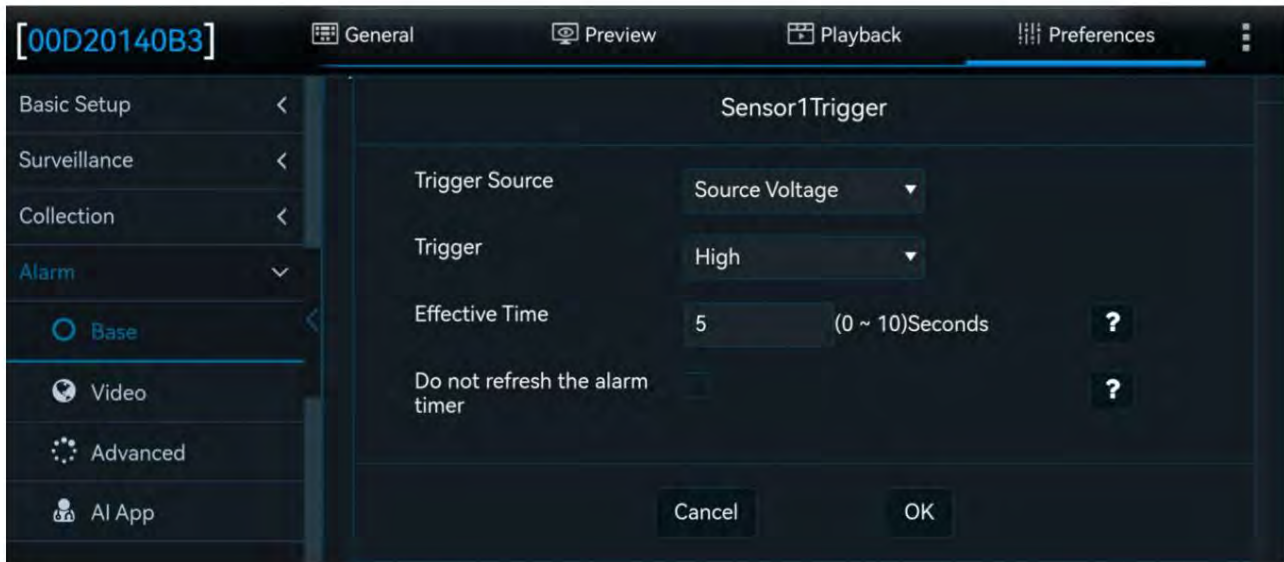 [00D20140B3]
General
Preview
Playback
Preferences
Basic Setup
Surveillance
Collection
Alarm
Base
Video
Advanced
AI App
Sensor1Trigger
Trigger Source
Source Voltage
Trigger
High
Effective Time
5
(0 ~ 10)Seconds
?
Do not refresh the alarm
timer
?
Cancel
OK